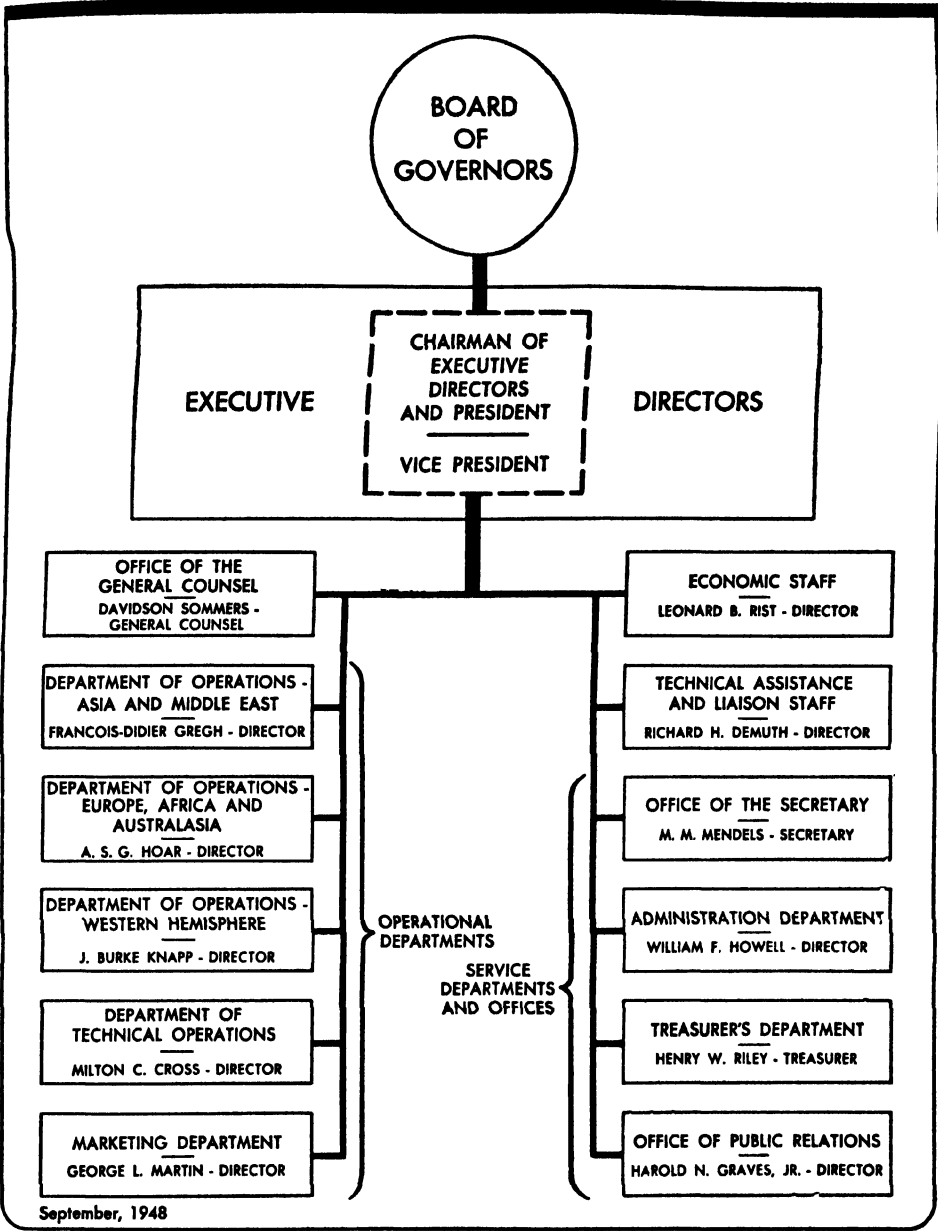 BOARD
OF
GOVERNORS
EXECUTIVE
CHAIRMAN OF
EXECUTIVE
DIRECTORS
AND PRESIDENT
VICE PRESIDENT
DIRECTORS
OFFICE OF THE
GENERAL COUNSEL
DAVIDSON SOMMERS -
GENERAL COUNSEL
DEPARTMENT OF OPERATIONS -
ASIA AND MIDDLE EAST
FRANCOIS-DIDIER GREGH - DIRECTOR
DEPARTMENT OF OPERATIONS -
EUROPE, AFRICA AND
AUSTRALASIA
A. S. G. HOAR - DIRECTOR
DEPARTMENT OF OPERATIONS -
WESTERN HEMISPHERE
J. BURKE KNAPP - DIRECTOR
DEPARTMENT OF
TECHNICAL OPERATIONS
MILTON C. CROSS - DIRECTOR
MARKETING DEPARTMENT
GEORGE L. MARTIN - DIRECTOR
OPERATIONAL
DEPARTMENTS
ECONOMIC STAFF
LEONARD B. RIST - DIRECTOR
TECHNICAL ASSISTANCE
AND LIAISON STAFF
RICHARD H. DEMUTH - DIRECTOR
OFFICE OF THE SECRETARY
M. M. MENDELS - SECRETARY
ADMINISTRATION DEPARTMENT
WILLIAM F. HOWELL - DIRECTOR
TREASURER'S DEPARTMENT
HENRY W. RILEY - TREASURER
OFFICE OF PUBLIC RELATIONS
HAROLD N. GRAVES, JR. - DIRECTOR
SERVICE
DEPARTMENTS
AND OFFICES
September, 1948